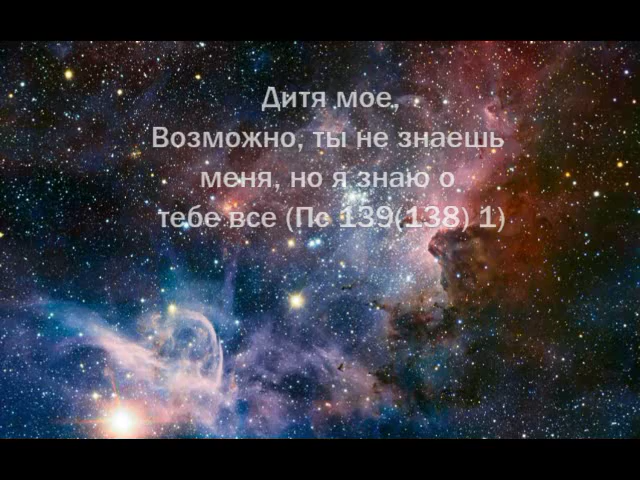 Дитя мое,
Возможно, ты не знаешь
меня, но я знаю о
тебе все (Пс 139(138) 1)